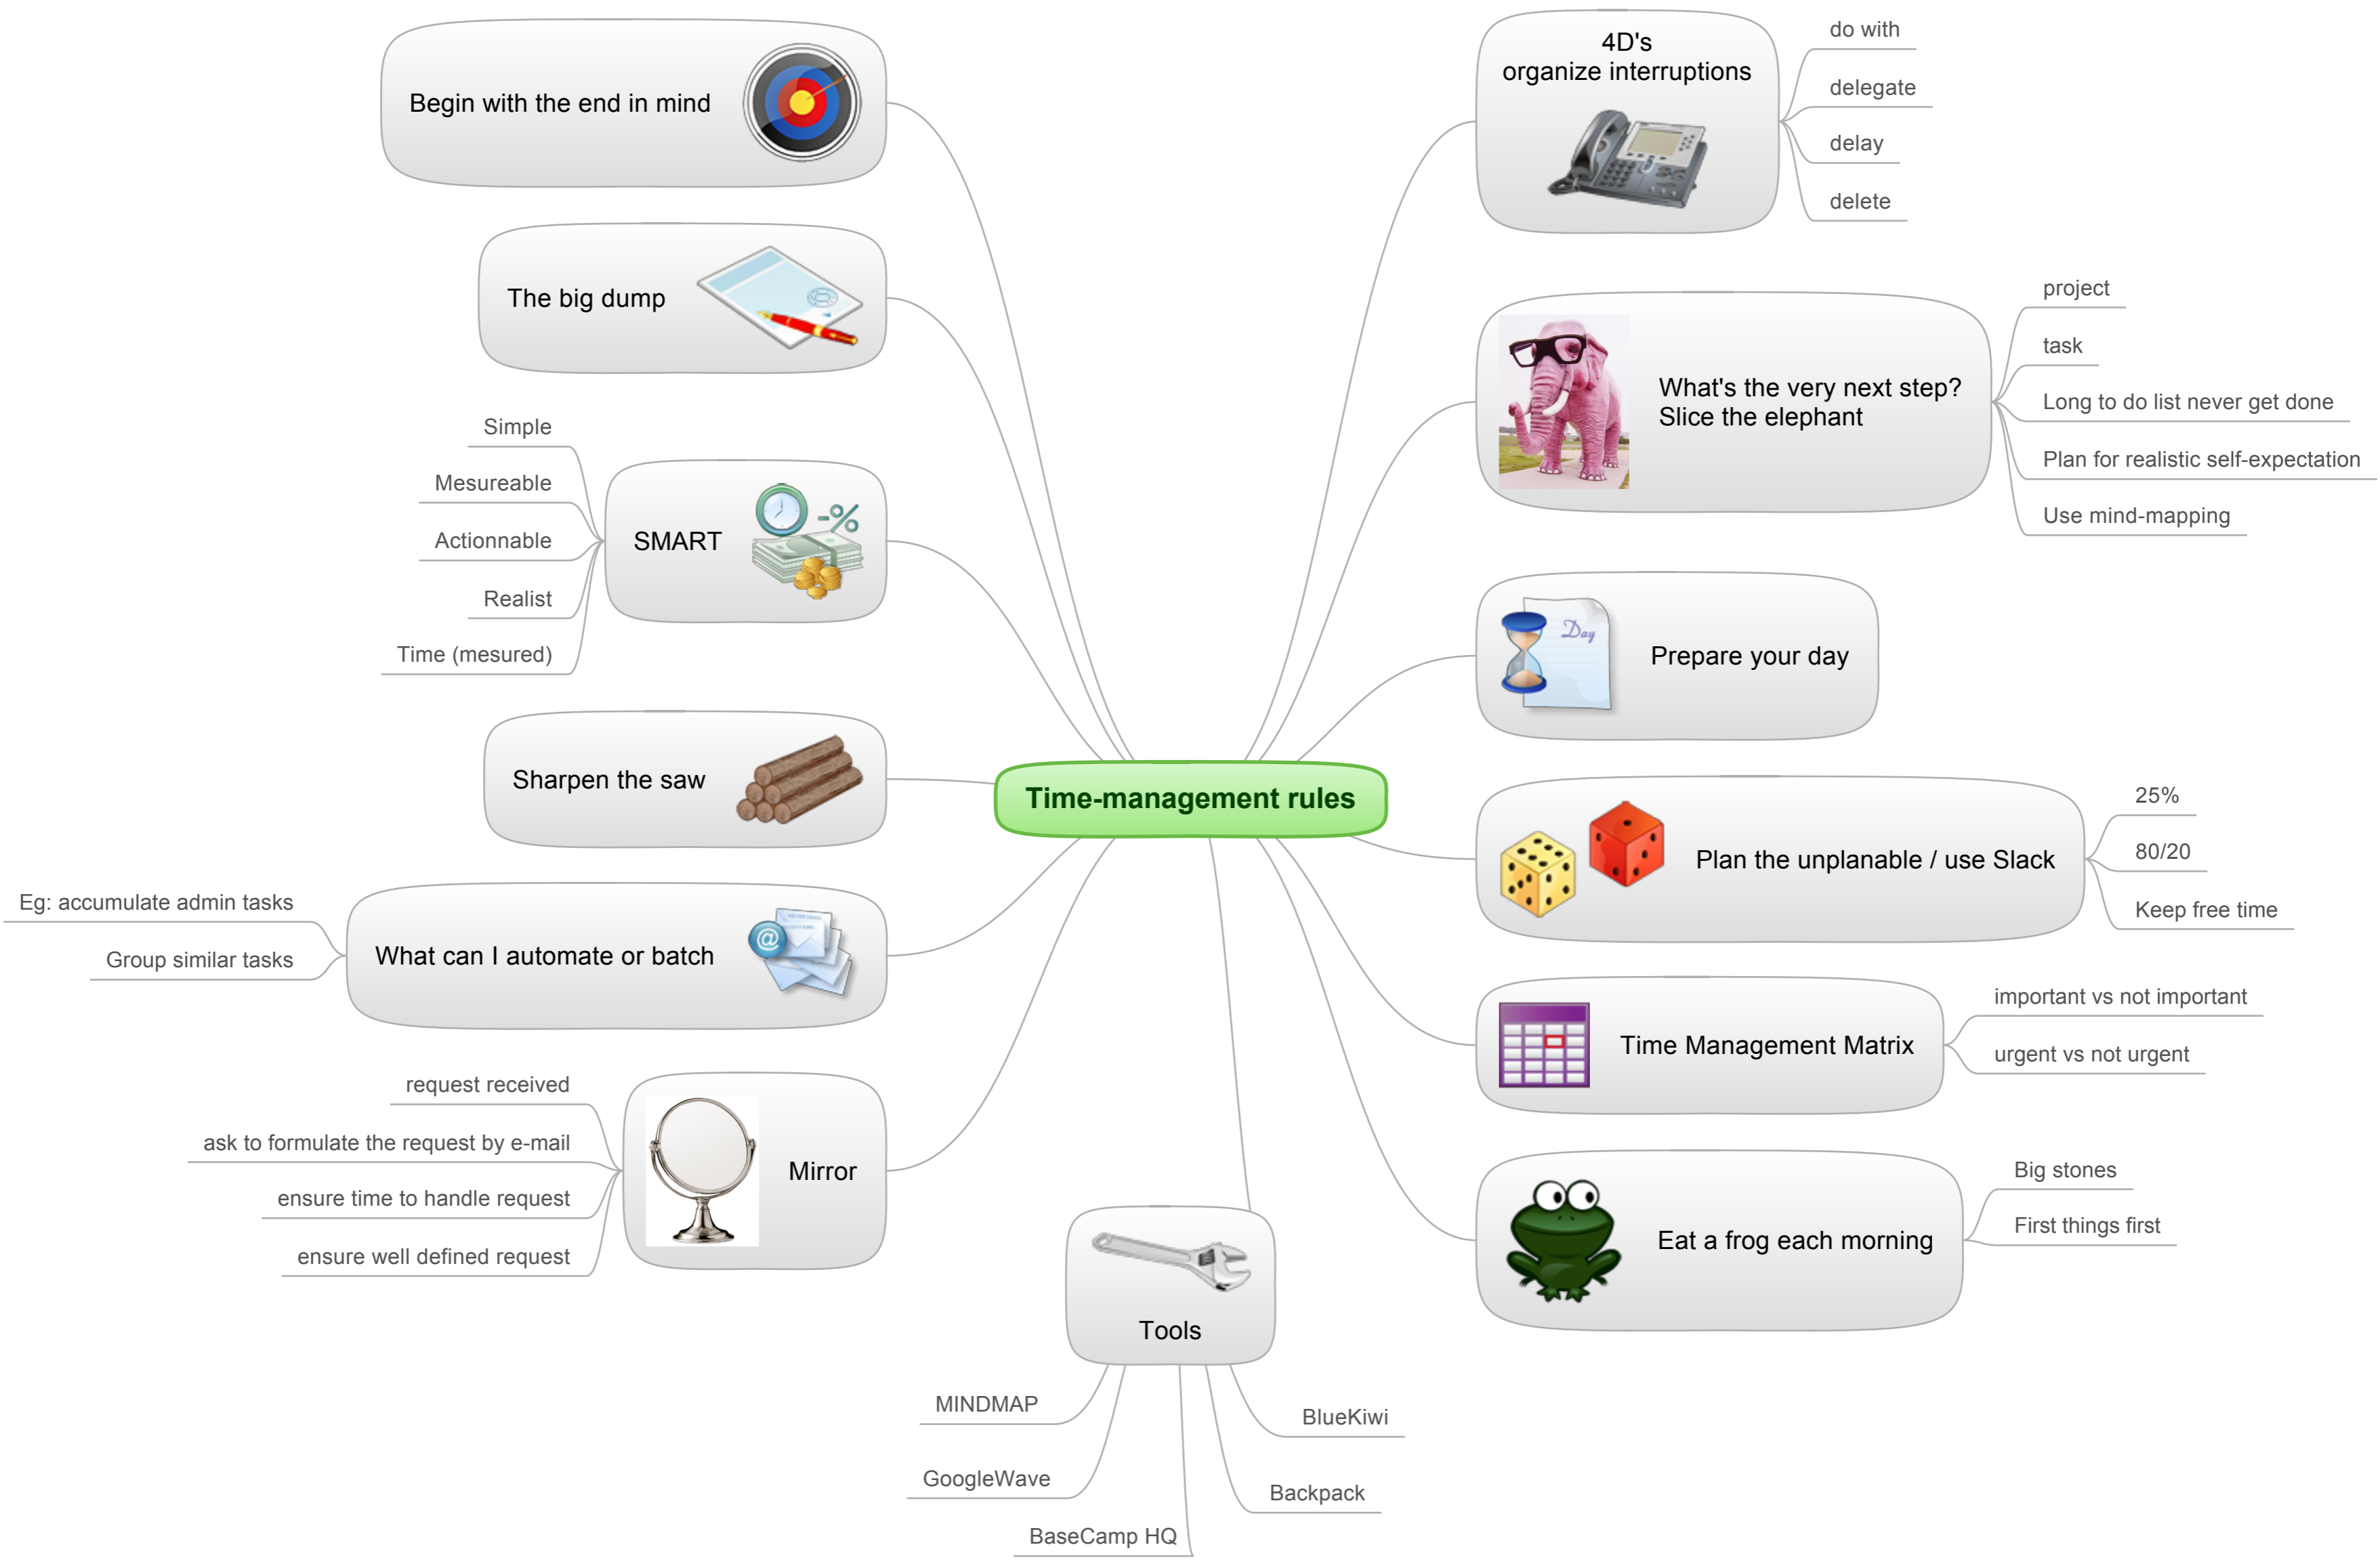 Time-management rules
4D's
organize interruptions
do with
delegate
delay
delete
What's the very next step?
Slice the elephant
project
task
Long to do list never get done
Plan for realistic self-expectation
Use mind-mapping
Day
Prepare your day
Plan the unplanable / use Slack
25%
80/20
Keep free time
Time Management Matrix
important vs not important
urgent vs not urgent
Eat a frog each morning
Big stones
First things first
Tools
BlueKiwi
Backpack
BaseCamp HQ
GoogleWave
MINDMAP
Mirror
request received
ask to formulate the request by e-mail
ensure time to handle request
ensure well defined request
What can I automate or batch
@
Eg: accumulate admin tasks
Group similar tasks
Sharpen the saw
SMART
-%
Simple
Mesureable
Actionnable
Realist
Time (mesured)
The big dump
Begin with the end in mind